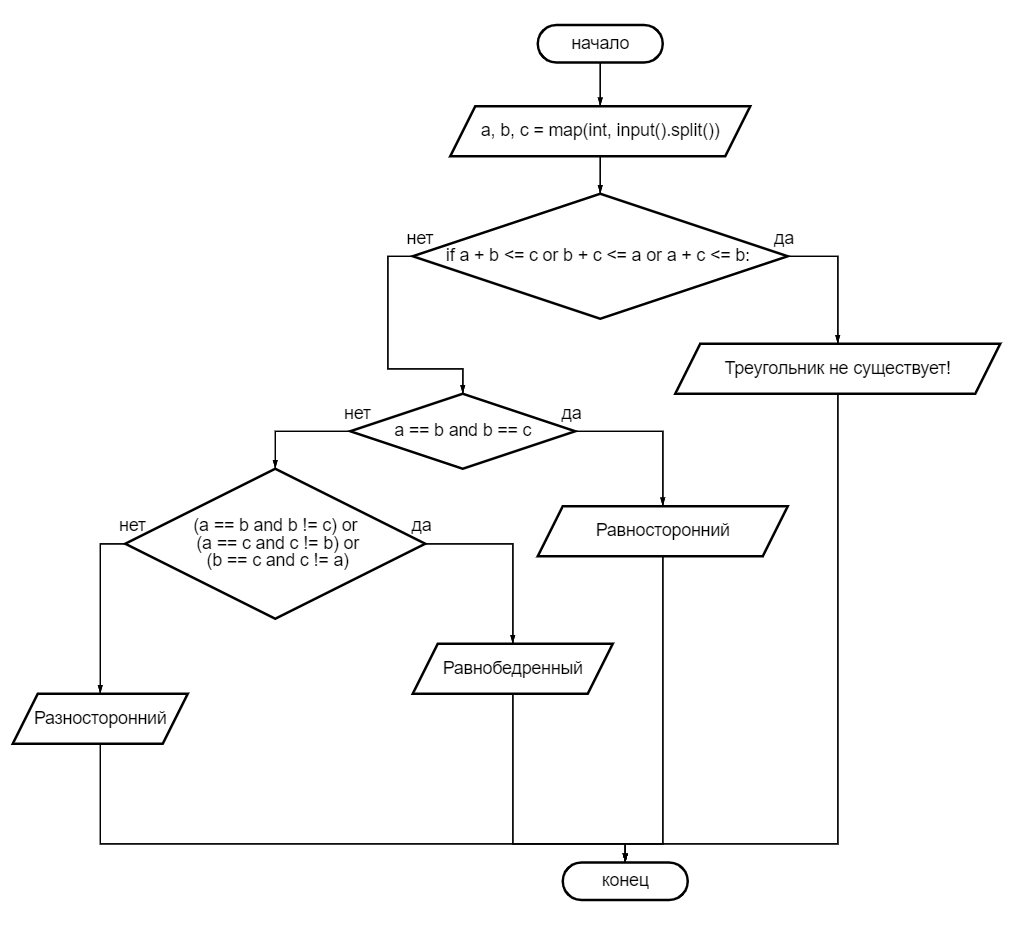 начало
a, b, c = map(int, input().split())
нет
да
if a + b <= c or b + c <= a or a + c <= b:
Треугольник не существует!
нет
да
a == b and b == c
нет
да
(a == b and b != c) or
(a == c and c != b) or
(b == c and c != a)
Равносторонний
Равнобедренный
Разносторонний
конец